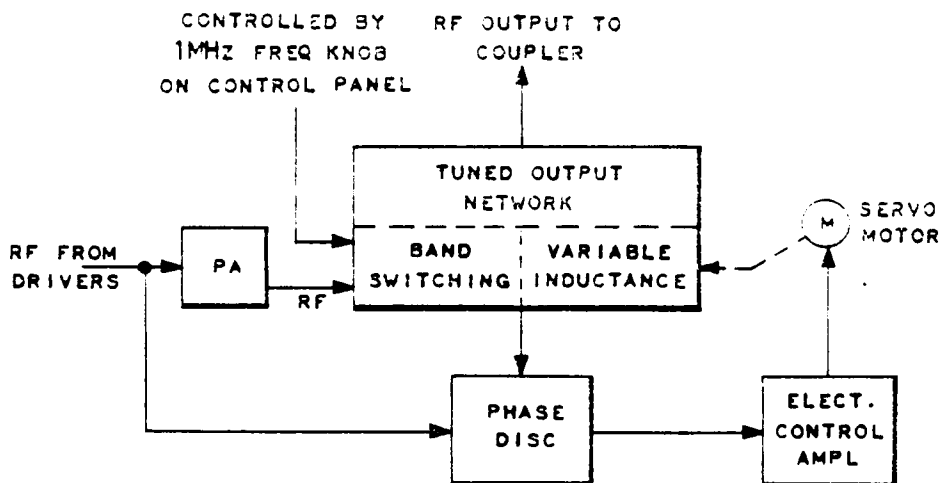 CONTROLLED BY
1MHz FREQ KNOB
ON CONTROL PANEL
RF OUTPUT TO
COUPLER
TUNED OUTPUT
NETWORK
BAND
SWITCHING
VARIABLE
INDUCTANCE
M
SERVO
MOTOR
RF FROM
DRIVERS
PA
RF
PHASE
DISC
ELECT.
CONTROL
AMPL